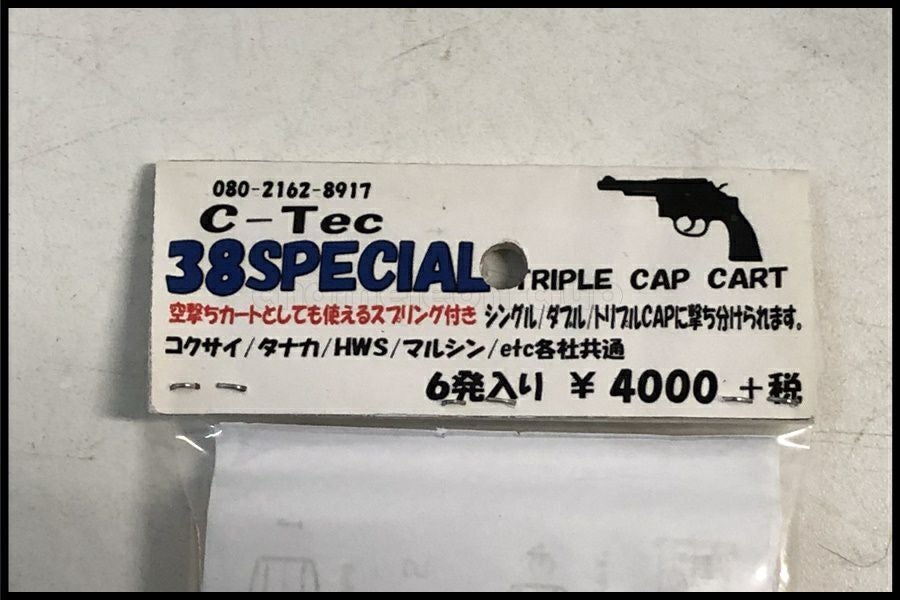 080-2162-8917
C-Tec
38SPECIAL TRIPLE CAP CART
空撃ちカートとしても使えるスプリング付き シングル/ダブル/トリプルCAPに撃ち分けられます。
コクサイ/タナカ/HWS/マルシン/etc各社共通
6発入り ¥ 4000 +税